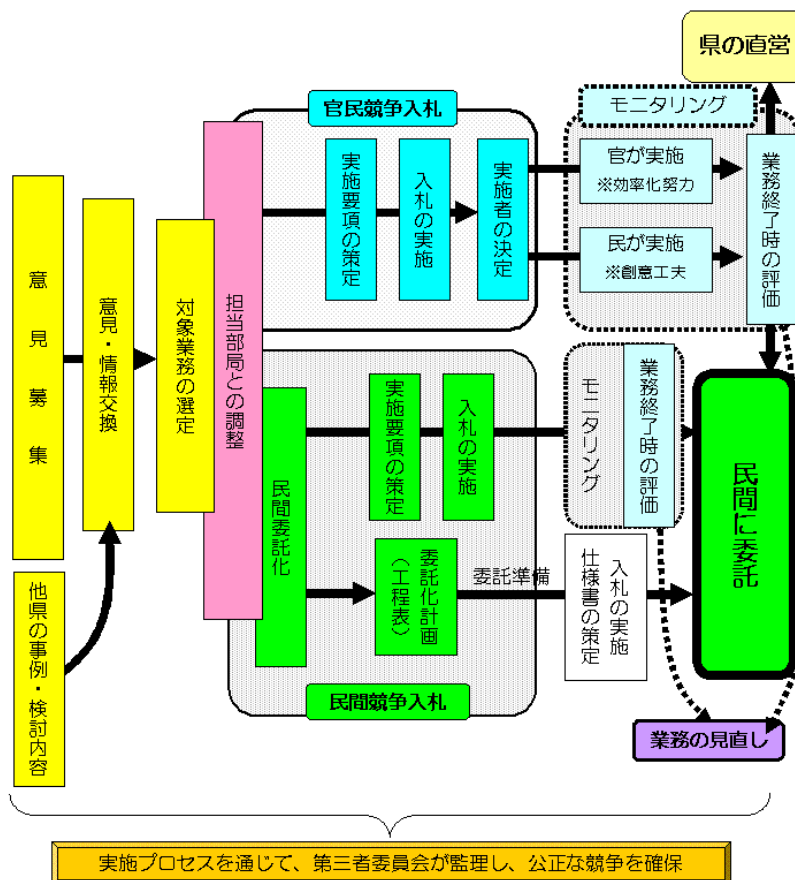 県の直営
官民競争入札
モニタリング
意見募集
他県の事例・検討内容
意見・情報交換
対象業務の選定
担当部局との調整
実施要項の策定
入札の実施
実施者の決定
官が実施
※効率化努力
民が実施
※創意工夫
業務終了時の評価
民間委託化
実施要項の策定
入札の実施
モニタリング
業務終了時の評価
委託化計画
（工程表）
委託準備
入札の実施
仕様書の策定
民間に委託
民間競争入札
業務の見直し
実施プロセスを通じて、第三者委員会が監理し、公正な競争を確保